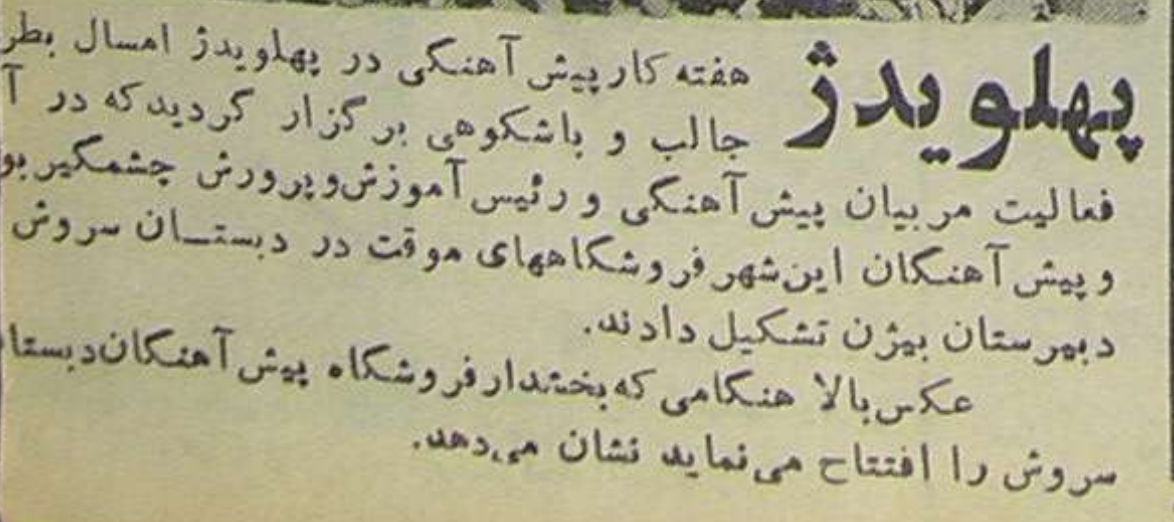 پهلویدژ
هفته کار پیش آهنگی در پهلویدژ امسال بطر
جالب و باشکوهی برگزار گردید که در آ
فعالیت مربیان پیش آهنگی و رئیس آموزش و پرورش چشمگیر بو
و پیش آهنگان این شهر فروشگاههای موقت در دبستان سروش
دبیرستان بیژن تشکیل دادند.
عکس بالا هنگامی که بخشدار فروشگاه پیش آهنگان دبستا
سروش را افتتاح می نماید نشان می دهد.